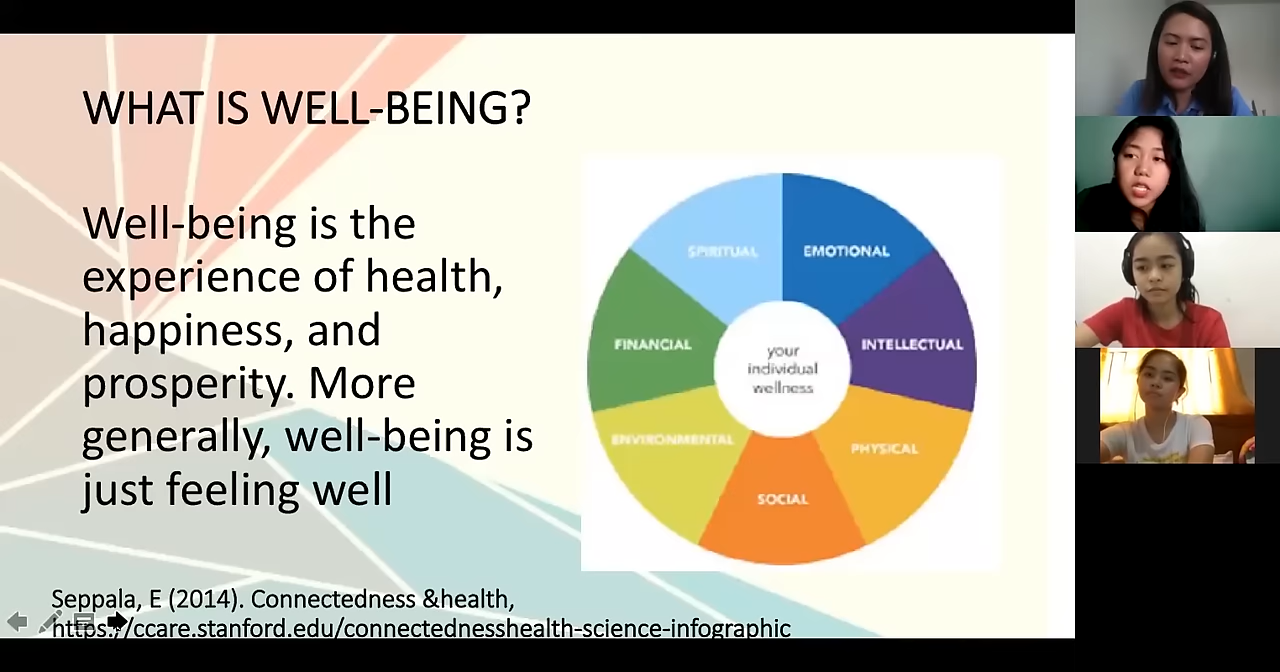 WHAT IS WELL-BEING?
Well-being is the
experience of health,
happiness, and
prosperity. More
generally, well-being is
just feeling well
SPIRITUAL
EMOTIONAL
FINANCIAL
INTELLECTUAL
your
individual
wellness
ENVIRONMENTAL
PHYSICAL
SOCIAL
Seppala, E (2014). Connectedness &health,
https://ccare.stanford.edu/connectednesshealth-science-infographic